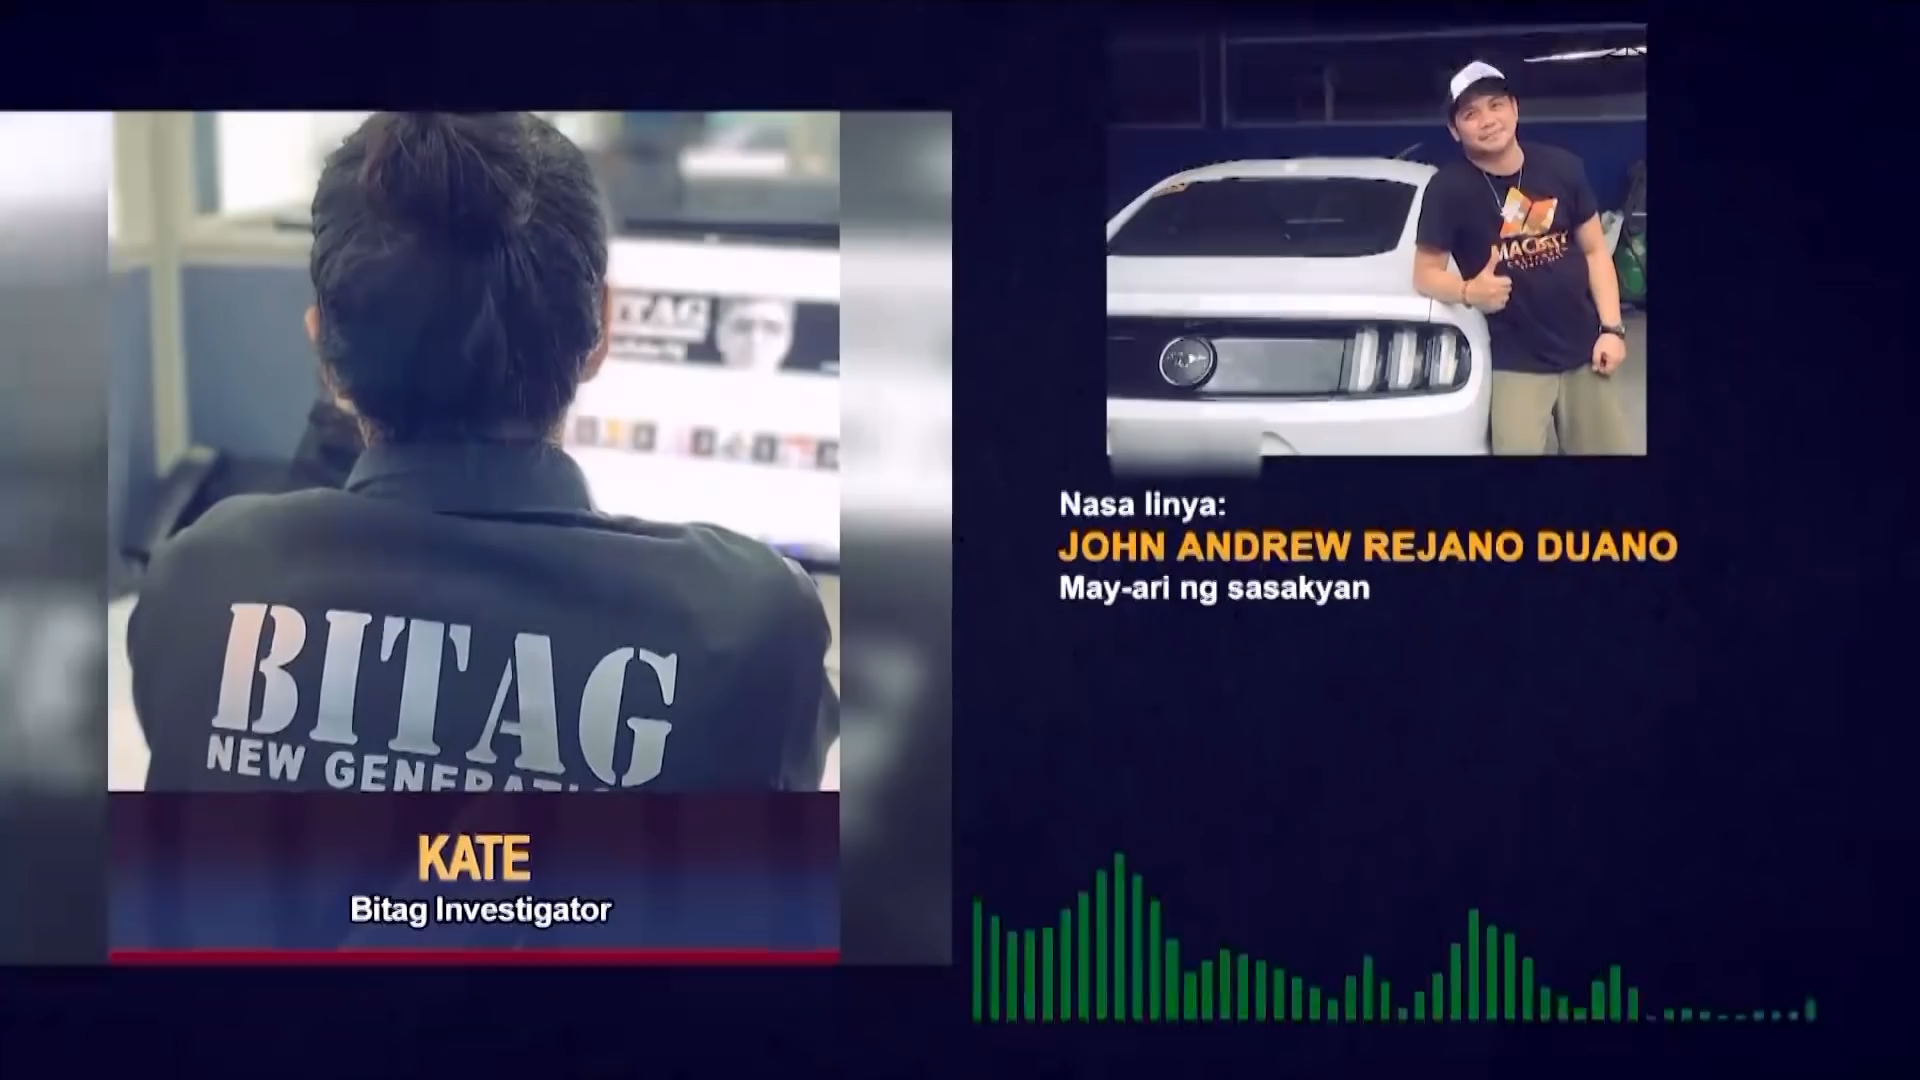 BITAG
NEW GENERATI
KATE
Bitag Investigator
Nasa linya:
JOHN ANDREW REJANO DUANO
May-ari ng sasakyan